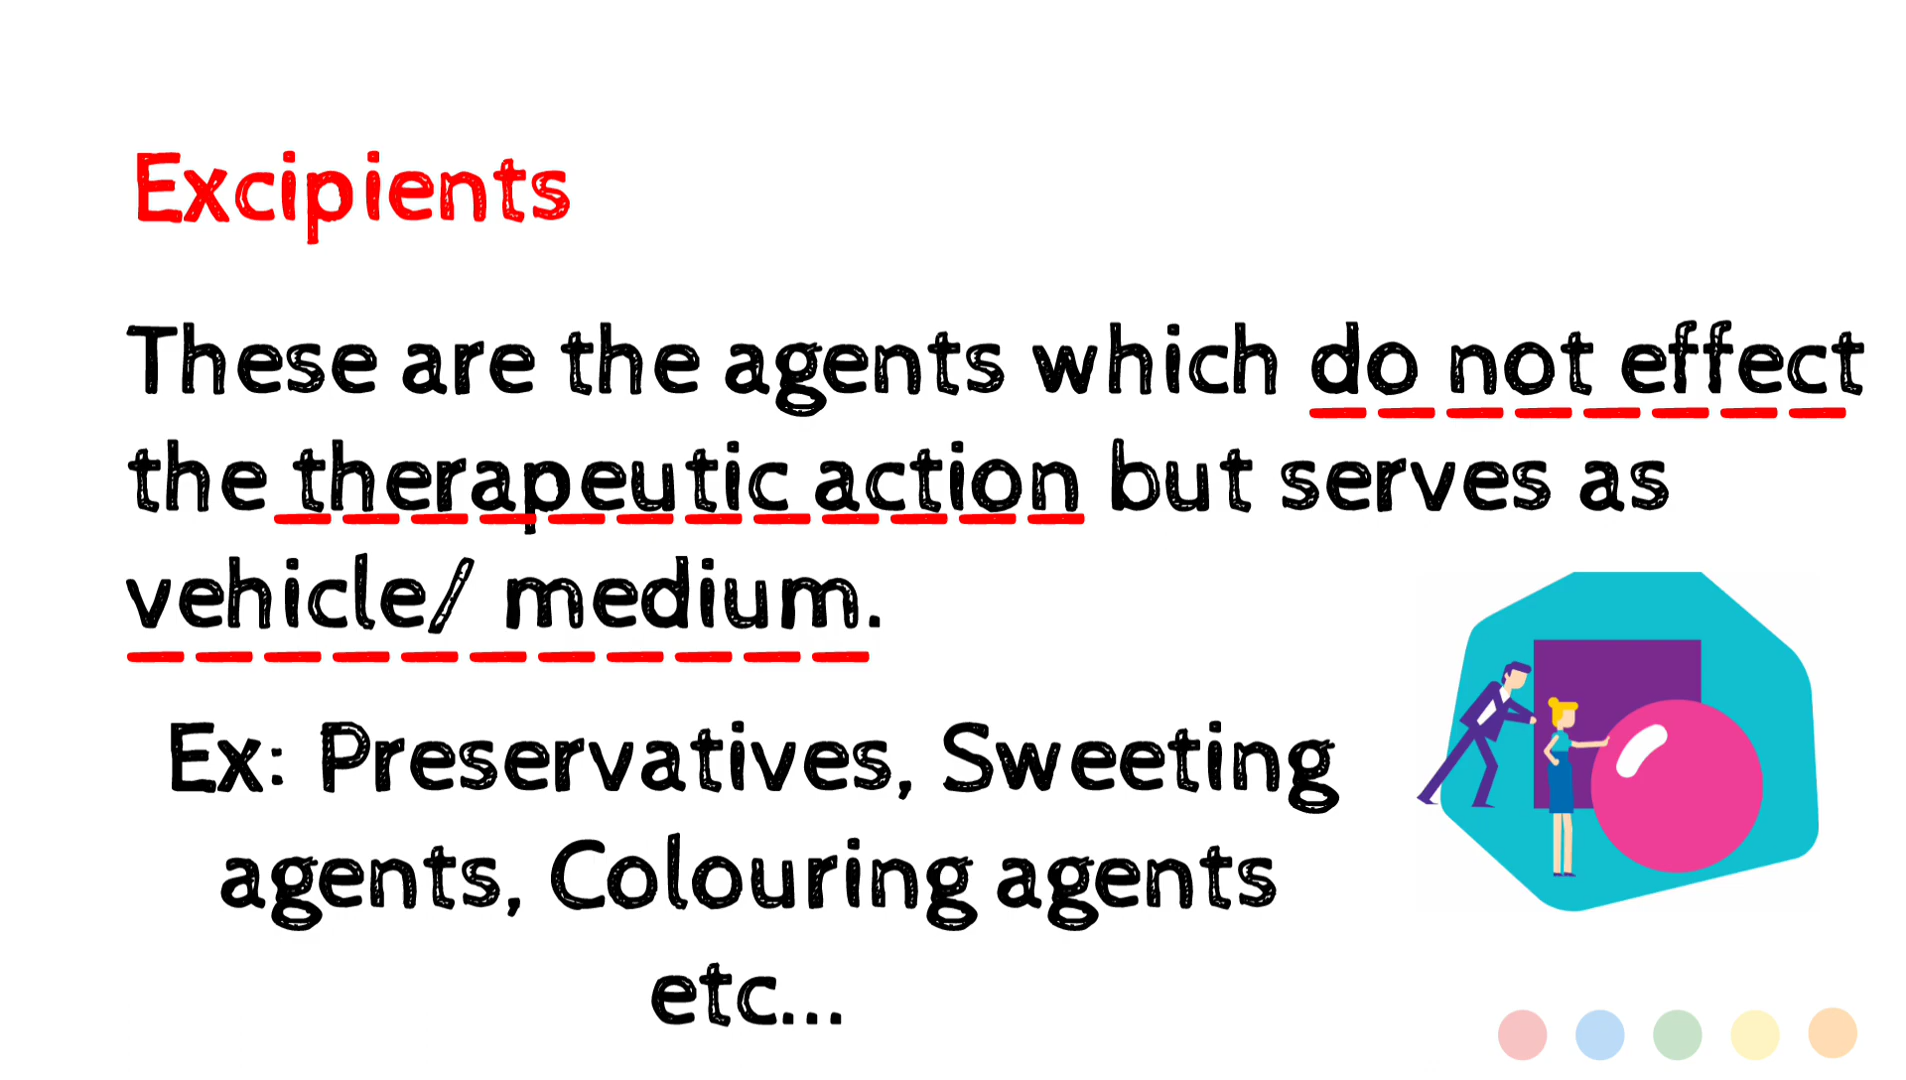 Excipients
These are the agents which do not effect
the therapeutic action but serves as
vehicle/ medium.
Ex: Preservatives, Sweeting
agents, Colouring agents
etc...